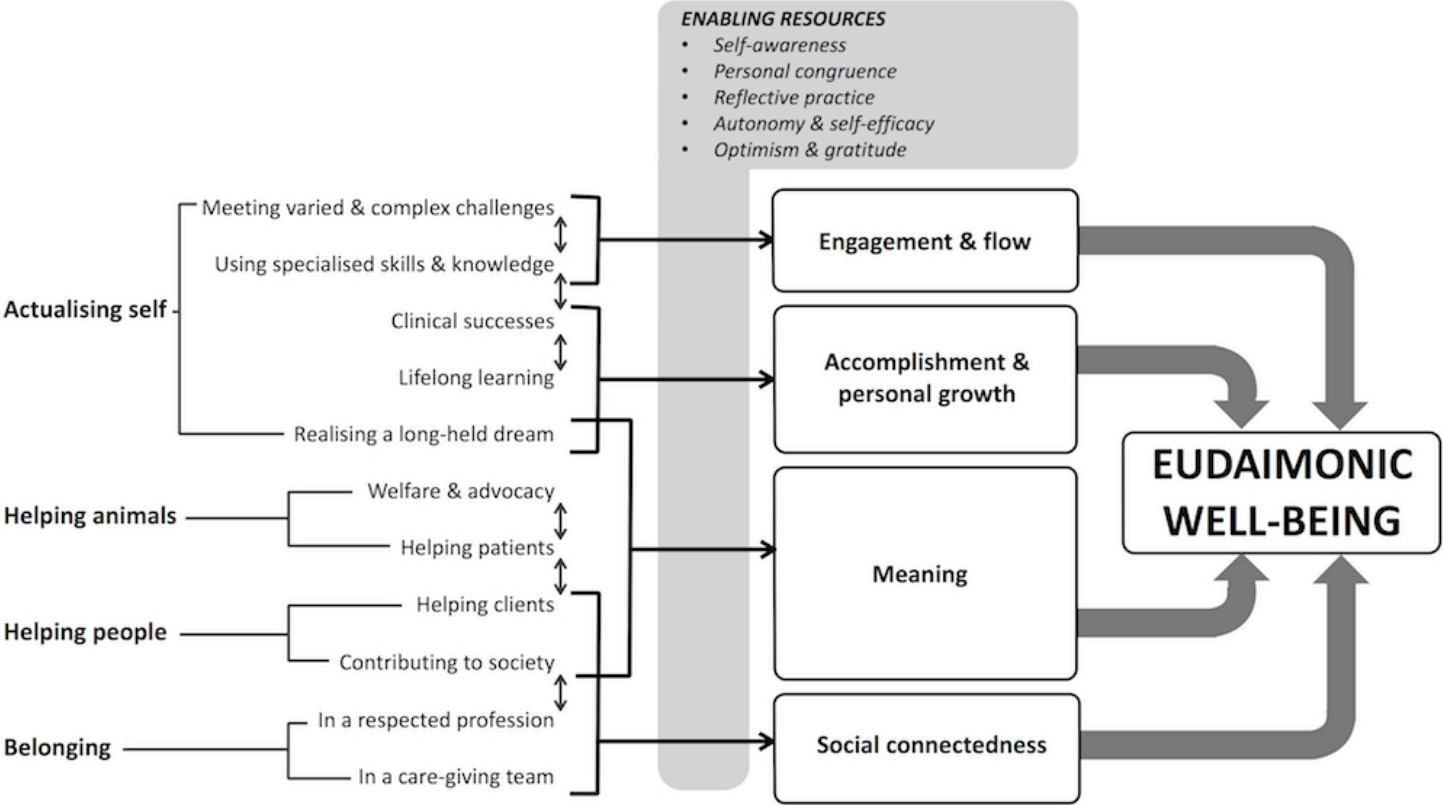 ENABLING RESOURCES
• Self-awareness
• Personal congruence
• Reflective practice
• Autonomy & self-efficacy
• Optimism & gratitude
Actualising self
Meeting varied & complex challenges
Using specialised skills & knowledge
Clinical successes
Lifelong learning
Realising a long-held dream
Helping animals
Welfare & advocacy
Helping patients
Helping people
Helping clients
Contributing to society
Belonging
In a respected profession
In a care-giving team
Engagement & flow
Accomplishment &
personal growth
Meaning
Social connectedness
EUDAIMONIC
WELL-BEING